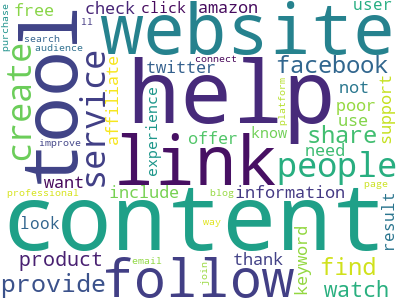 purchase free check click amazon user
search ll audience
website
twitter facebook
connect
tool
create
service
affiliate
help
experience
offer know use
not
poor
platform
support
share
need
improve
want
link
people
professional include blog information page
content
look
way
result
product
email
thank
keyword
find
provide follow
join
watch